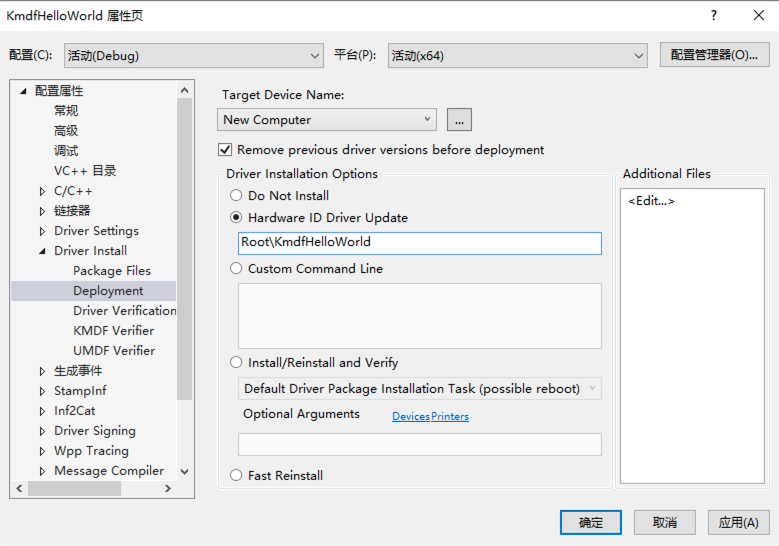 KmdfHelloWorld 属性页
配置(C): 活动(Debug) 平台(P): 活动(x64) 配置管理器(O)...
配置属性
常规
高级
调试
VC++ 目录
C/C++
链接器
Driver Settings
Driver Install
Package Files
Deployment
Driver Verification
KMDF Verifier
UMDF Verifier
生成事件
StampInf
Inf2Cat
Driver Signing
Wpp Tracing
Message Compiler
Target Device Name:
New Computer ...
Remove previous driver versions before deployment
Driver Installation Options
Do Not Install
Hardware ID Driver Update
Root\KmdfHelloWorld
Custom Command Line
Install/Reinstall and Verify
Default Driver Package Installation Task (possible reboot)
Optional Arguments DevicesPrinters
Fast Reinstall
Additional Files
<Edit...>
确定 取消 应用(A)